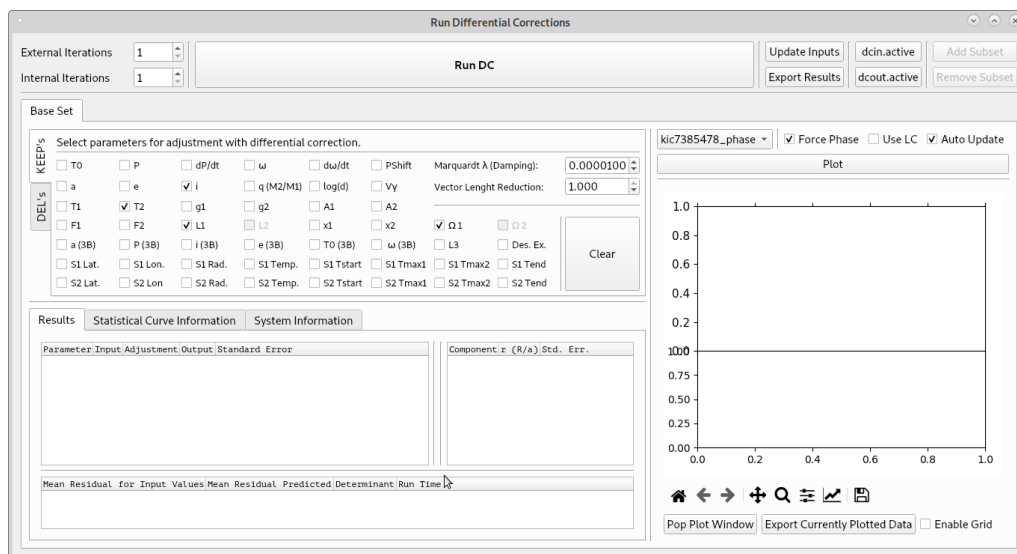 Run Differential Corrections
External Iterations 1
Internal Iterations 1
Run DC
Update Inputs dcin.active Add Subset
Export Results dcout.active Remove Subset
Base Set
KEEP's
DEL's
Select parameters for adjustment with differential correction.
T0 P dP/dt ω dω/dt PShift Marquardt λ (Damping): 0.0000100
a e i q (M2/M1) log(d) Vγ Vector Lenght Reduction: 1.000
T1 T2 g1 g2 A1 A2
F1 F2 L1 L2 x1 x2 Ω 1 Ω 2
a (3B) P (3B) i (3B) e (3B) T0 (3B) ω (3B) L3 Des. Ex.
S1 Lat. S1 Lon. S1 Rad. S1 Temp. S1 Tstart S1 Tmax1 S1 Tmax2 S1 Tend
S2 Lat. S2 Lon S2 Rad. S2 Temp. S2 Tstart S2 Tmax1 S2 Tmax2 S2 Tend
Clear
Results Statistical Curve Information System Information
Parameter Input Adjustment Output Standard Error
Component r (R/a) Std. Err.
Mean Residual for Input Values Mean Residual Predicted Determinant Run Time
kic7385478_phase Force Phase Use LC Auto Update
Plot
1.0
0.8
0.6
0.4
0.2
0.0
1.00
0.75
0.50
0.25
0.00
0.0 0.2 0.4 0.6 0.8 1.0
Pop Plot Window Export Currently Plotted Data Enable Grid